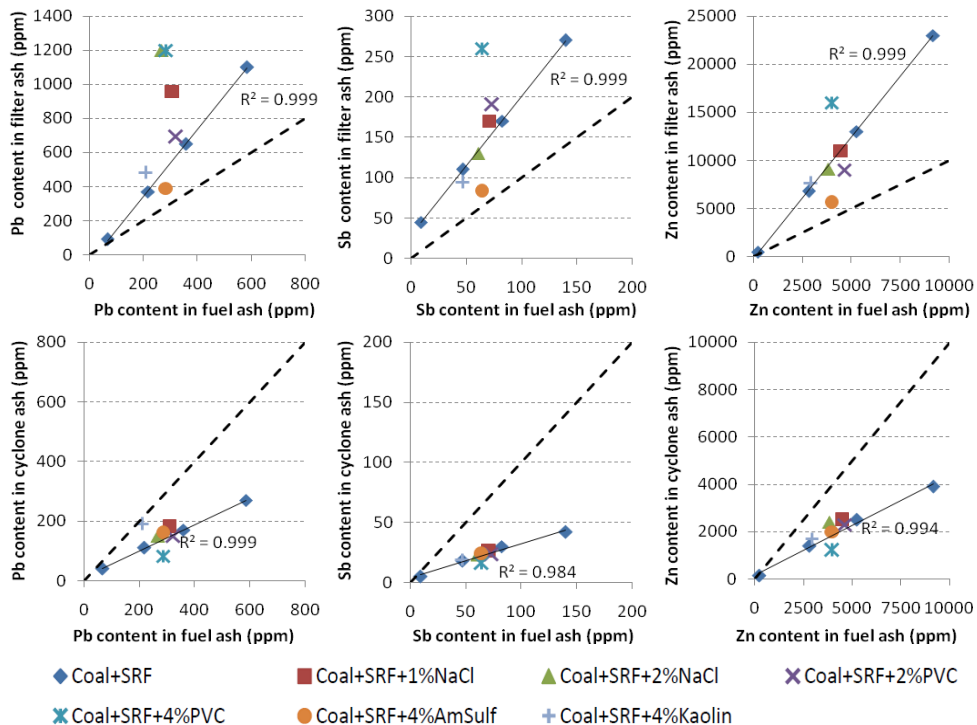 Pb content in filter ash (ppm)
1400
1200
1000
800
600
400
200
0
R² = 0.999
0 200 400 600 800
Pb content in fuel ash (ppm)
Sb content in filter ash (ppm)
300
250
200
150
100
50
0
R² = 0.999
0 50 100 150 200
Sb content in fuel ash (ppm)
Zn content in filter ash (ppm)
25000
20000
15000
10000
5000
0
R² = 0.999
0 2500 5000 7500 10000
Zn content in fuel ash (ppm)
Pb content in cyclone ash (ppm)
800
600
400
200
0
R² = 0.999
0 200 400 600 800
Pb content in fuel ash (ppm)
Sb content in cyclone ash (ppm)
200
150
100
50
0
R² = 0.984
0 50 100 150 200
Sb content in fuel ash (ppm)
Zn content in cyclone ash (ppm)
10000
8000
6000
4000
2000
0
R² = 0.994
0 2500 5000 7500 10000
Zn content in fuel ash (ppm)
Coal+SRF
Coal+SRF+1%NaCl
Coal+SRF+2%NaCl
Coal+SRF+2%PVC
Coal+SRF+4%PVC
Coal+SRF+4%AmSulf
Coal+SRF+4%Kaolin